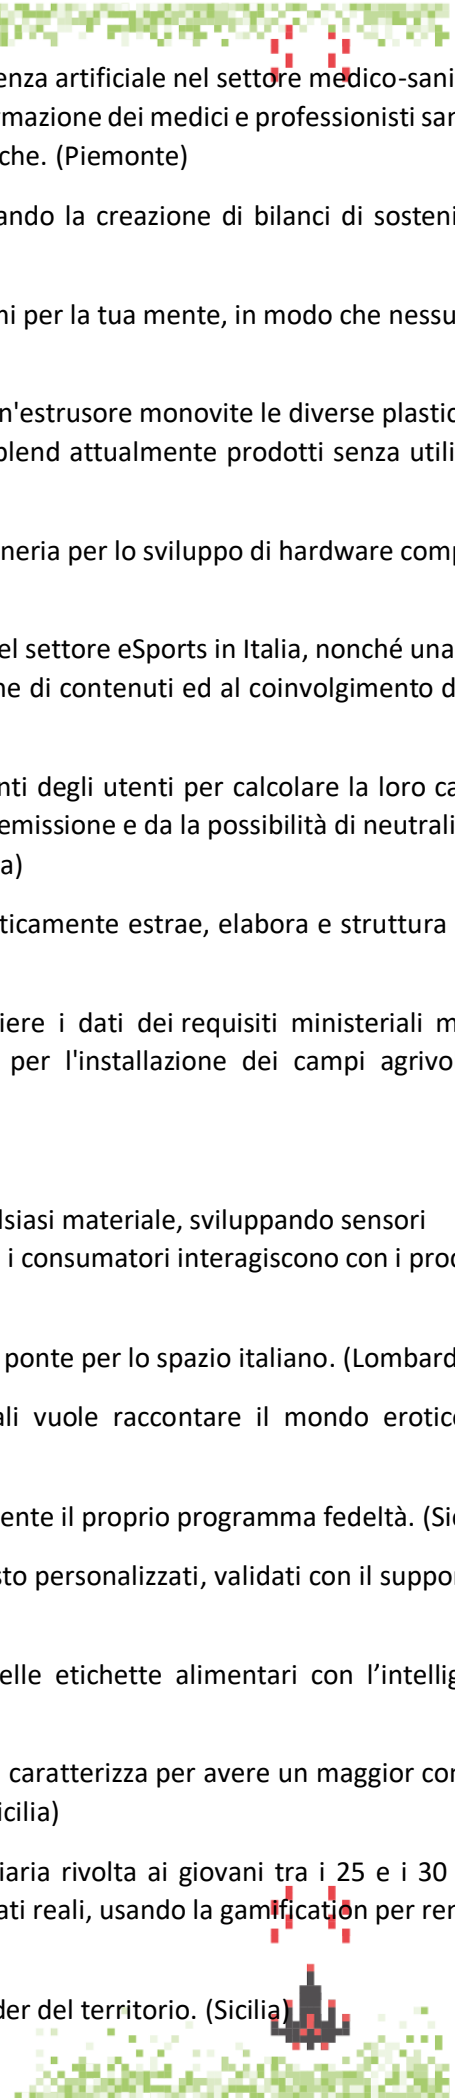 enza artificiale nel settore medico-sani
rmazione dei medici e professionisti san
che. (Piemonte)
ando la creazione di bilanci di sosteni
ni per la tua mente, in modo che nessu
n'estrusore monovite le diverse plastic
blend attualmente prodotti senza utili
neria per lo sviluppo di hardware comp
el settore eSports in Italia, nonché una
ne di contenuti ed al coinvolgimento d
nti degli utenti per calcolare la loro ca
emissione e da la possibilità di neutrali
a)
ticamente estrae, elabora e struttura
iere i dati dei requisiti ministeriali m
per l'installazione dei campi agrivo
lsiasi materiale, sviluppando sensori
i consumatori interagiscono con i prod
ponte per lo spazio italiano. (Lombard
ali vuole raccontare il mondo erotico
ente il proprio programma fedeltà. (Sic
sto personalizzati, validati con il suppor
elle etichette alimentari con l’intellig
caratterizza per avere un maggior con
icilia)
iaria rivolta ai giovani tra i 25 e i 30
ati reali, usando la gamification per ren
der del territorio. (Sicilia)